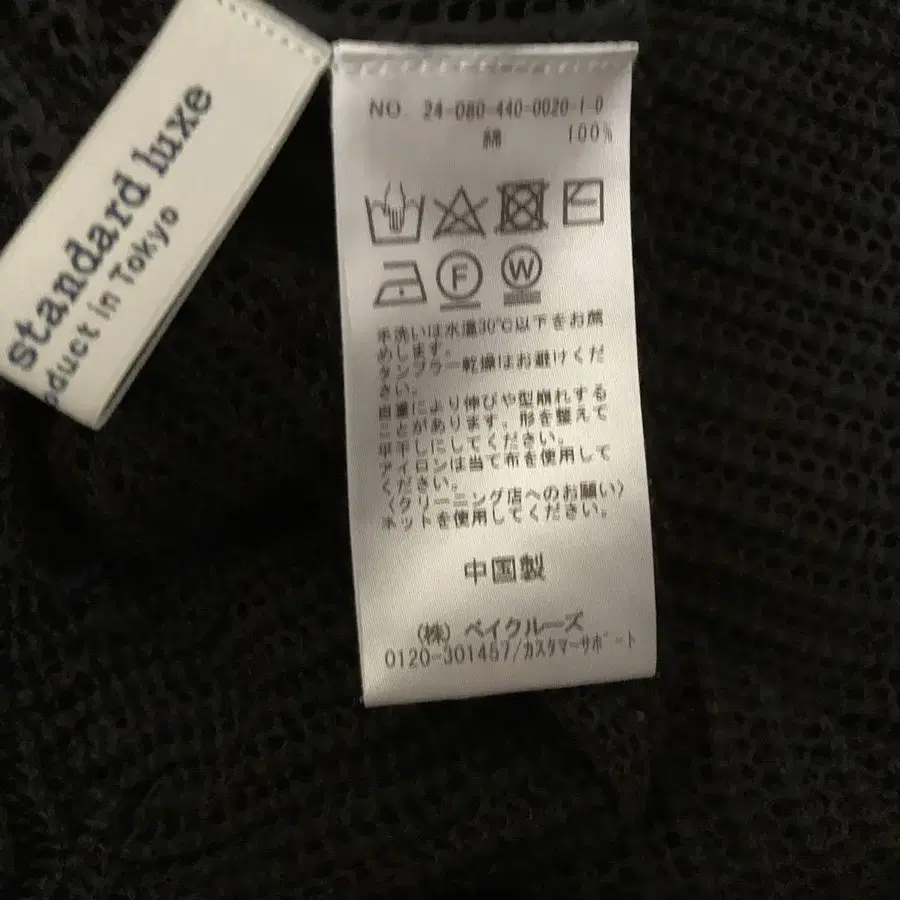 standard luxe
oduct in Tokyo
NO. 24-080-440-0020-1-0
綿 100%
F W
手洗いは水温30℃以下をお薦
めします。
タンブラー乾燥はお避けくだ
さい。
自重により伸びや型崩れする
ことがあります。形を整えて
平干しにしてください。
アイロンは当て布を使用して
ください。
〈クリーニング店へのお願い〉
ネットを使用してください。
中国製
(株) ベイクルーズ
0120-301457/カスタマーサポート